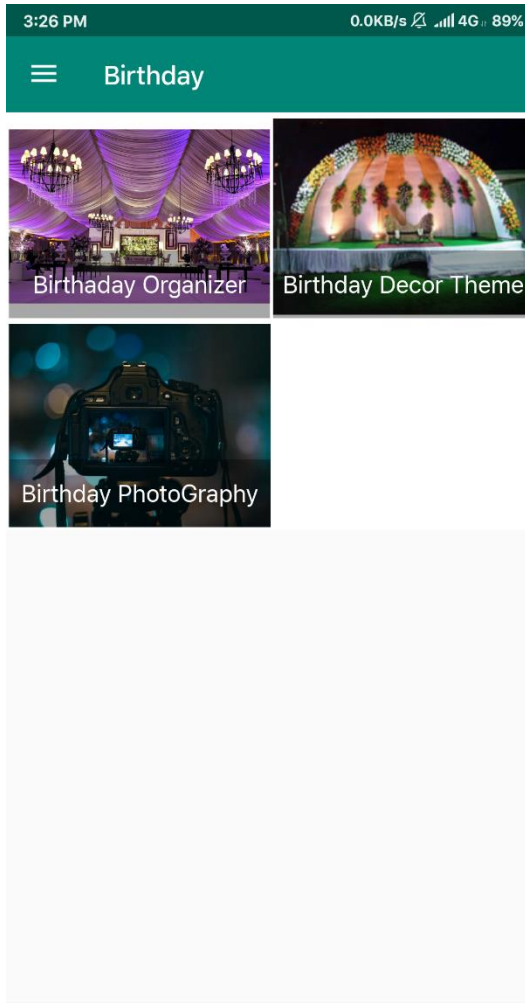 3:26 PM 0.0KB/s 4G 89%
Birthday
Birthaday Organizer
Birthday Decor Theme
Birthday PhotoGraphy